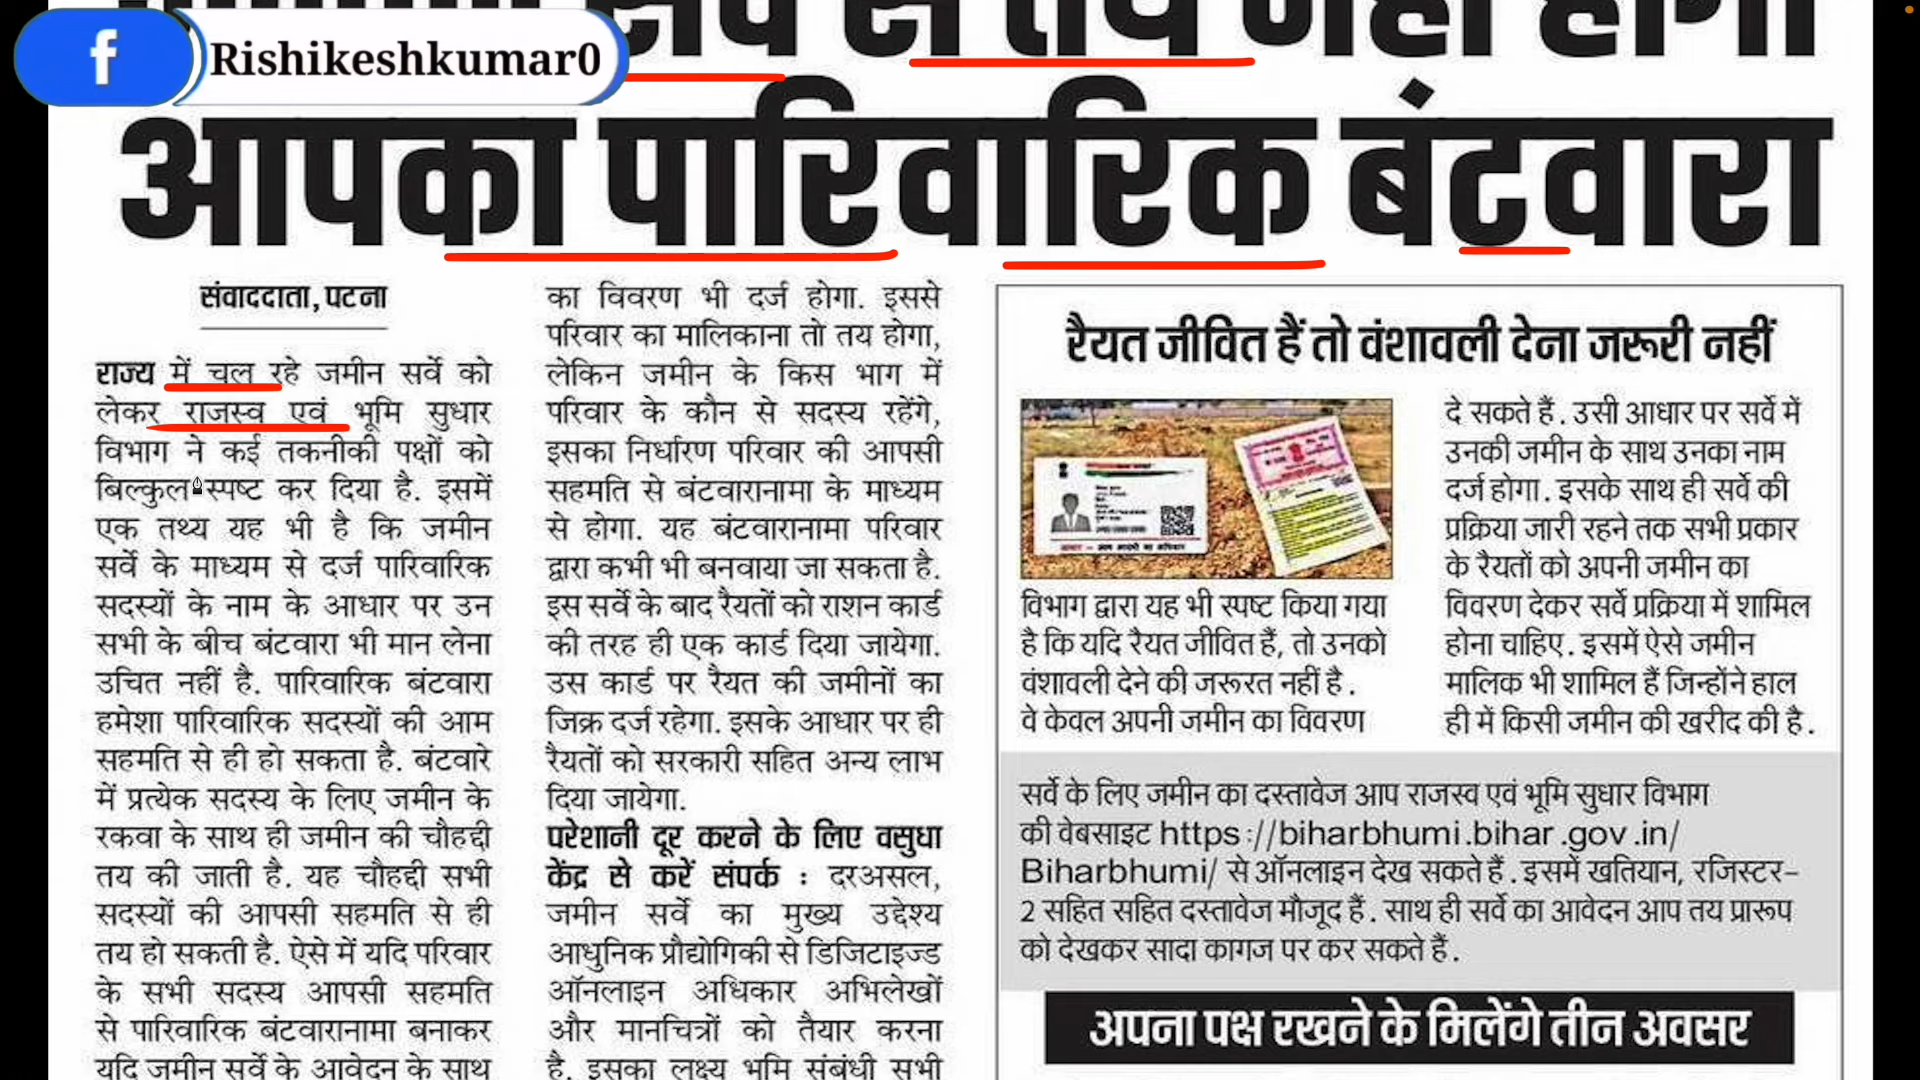 Rishikeshkumar0
सर्वे से तय नहीं होगा
आपका पारिवारिक बंटवारा
संवाददाता, पटना
राज्य में चल रहे जमीन सर्वे को
लेकर राजस्व एवं भूमि सुधार
विभाग ने कई तकनीकी पक्षों को
बिल्कुल स्पष्ट कर दिया है. इसमें
एक तथ्य यह भी है कि जमीन
सर्वे के माध्यम से दर्ज पारिवारिक
सदस्यों के नाम के आधार पर उन
सभी के बीच बंटवारा भी मान लेना
उचित नहीं है. पारिवारिक बंटवारा
हमेशा पारिवारिक सदस्यों की आम
सहमति से ही हो सकता है. बंटवारे
में प्रत्येक सदस्य के लिए जमीन के
रकवा के साथ ही जमीन की चौहद्दी
तय की जाती है. यह चौहद्दी सभी
सदस्यों की आपसी सहमति से ही
तय हो सकती है. ऐसे में यदि परिवार
के सभी सदस्य आपसी सहमति
से पारिवारिक बंटवारानामा बनाकर
यदि जमीन सर्वे के आवेदन के साथ
का विवरण भी दर्ज होगा. इससे
परिवार का मालिकाना तो तय होगा,
लेकिन जमीन के किस भाग में
परिवार के कौन से सदस्य रहेंगे,
इसका निर्धारण परिवार की आपसी
सहमति से बंटवारानामा के माध्यम
से होगा. यह बंटवारानामा परिवार
द्वारा कभी भी बनवाया जा सकता है.
इस सर्वे के बाद रैयतों को राशन कार्ड
की तरह ही एक कार्ड दिया जायेगा.
उस कार्ड पर रैयत की जमीनों का
जिक्र दर्ज रहेगा. इसके आधार पर ही
रैयतों को सरकारी सहित अन्य लाभ
दिया जायेगा.
परेशानी दूर करने के लिए वसुधा
केंद्र से करें संपर्क : दरअसल,
जमीन सर्वे का मुख्य उद्देश्य
आधुनिक प्रौद्योगिकी से डिजिटाइज्ड
ऑनलाइन अधिकार अभिलेखों
और मानचित्रों को तैयार करना
है. इसका लक्ष्य भूमि संबंधी सभी
रैयत जीवित हैं तो वंशावली देना जरूरी नहीं
विभाग द्वारा यह भी स्पष्ट किया गया
है कि यदि रैयत जीवित हैं, तो उनको
वंशावली देने की जरूरत नहीं है.
वे केवल अपनी जमीन का विवरण
दे सकते हैं. उसी आधार पर सर्वे में
उनकी जमीन के साथ उनका नाम
दर्ज होगा. इसके साथ ही सर्वे की
प्रक्रिया जारी रहने तक सभी प्रकार
के रैयतों को अपनी जमीन का
विवरण देकर सर्वे प्रक्रिया में शामिल
होना चाहिए. इसमें ऐसे जमीन
मालिक भी शामिल हैं जिन्होंने हाल
ही में किसी जमीन की खरीद की है.
सर्वे के लिए जमीन का दस्तावेज आप राजस्व एवं भूमि सुधार विभाग
की वेबसाइट https://biharbhumi.bihar.gov.in/
Biharbhumi/ से ऑनलाइन देख सकते हैं. इसमें खतियान, रजिस्टर-
2 सहित सहित दस्तावेज मौजूद हैं. साथ ही सर्वे का आवेदन आप तय प्रारूप
को देखकर सादा कागज पर कर सकते हैं.
अपना पक्ष रखने के मिलेंगे तीन अवसर